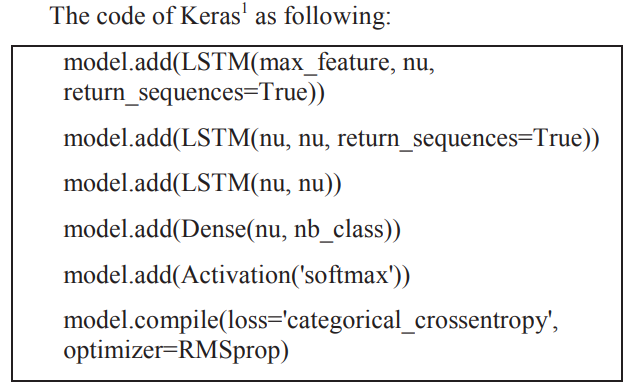 The code of Keras1 as following:
model.add(LSTM(max_feature, nu,
return_sequences=True))
model.add(LSTM(nu, nu, return_sequences=True))
model.add(LSTM(nu, nu))
model.add(Dense(nu, nb_class))
model.add(Activation('softmax'))
model.compile(loss='categorical_crossentropy',
optimizer=RMSprop)